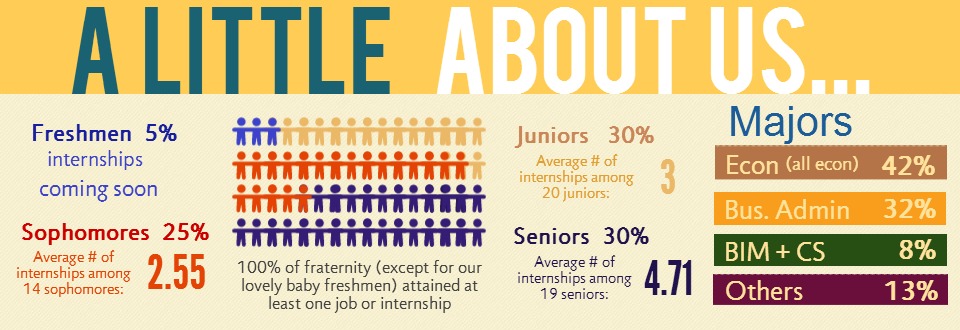 A LITTLE ABOUT US...
Freshmen 5%
internships
coming soon
Sophomores 25%
Average # of
internships among
14 sophomores:
2.55
100% of fraternity (except for our
lovely baby freshmen) attained at
least one job or internship
Juniors 30%
Average # of
internships among
20 juniors:
3
Seniors 30%
Average # of
internships among
19 seniors:
4.71
Majors
Econ (all econ) 42%
Bus. Admin 32%
BIM + CS 8%
Others 13%